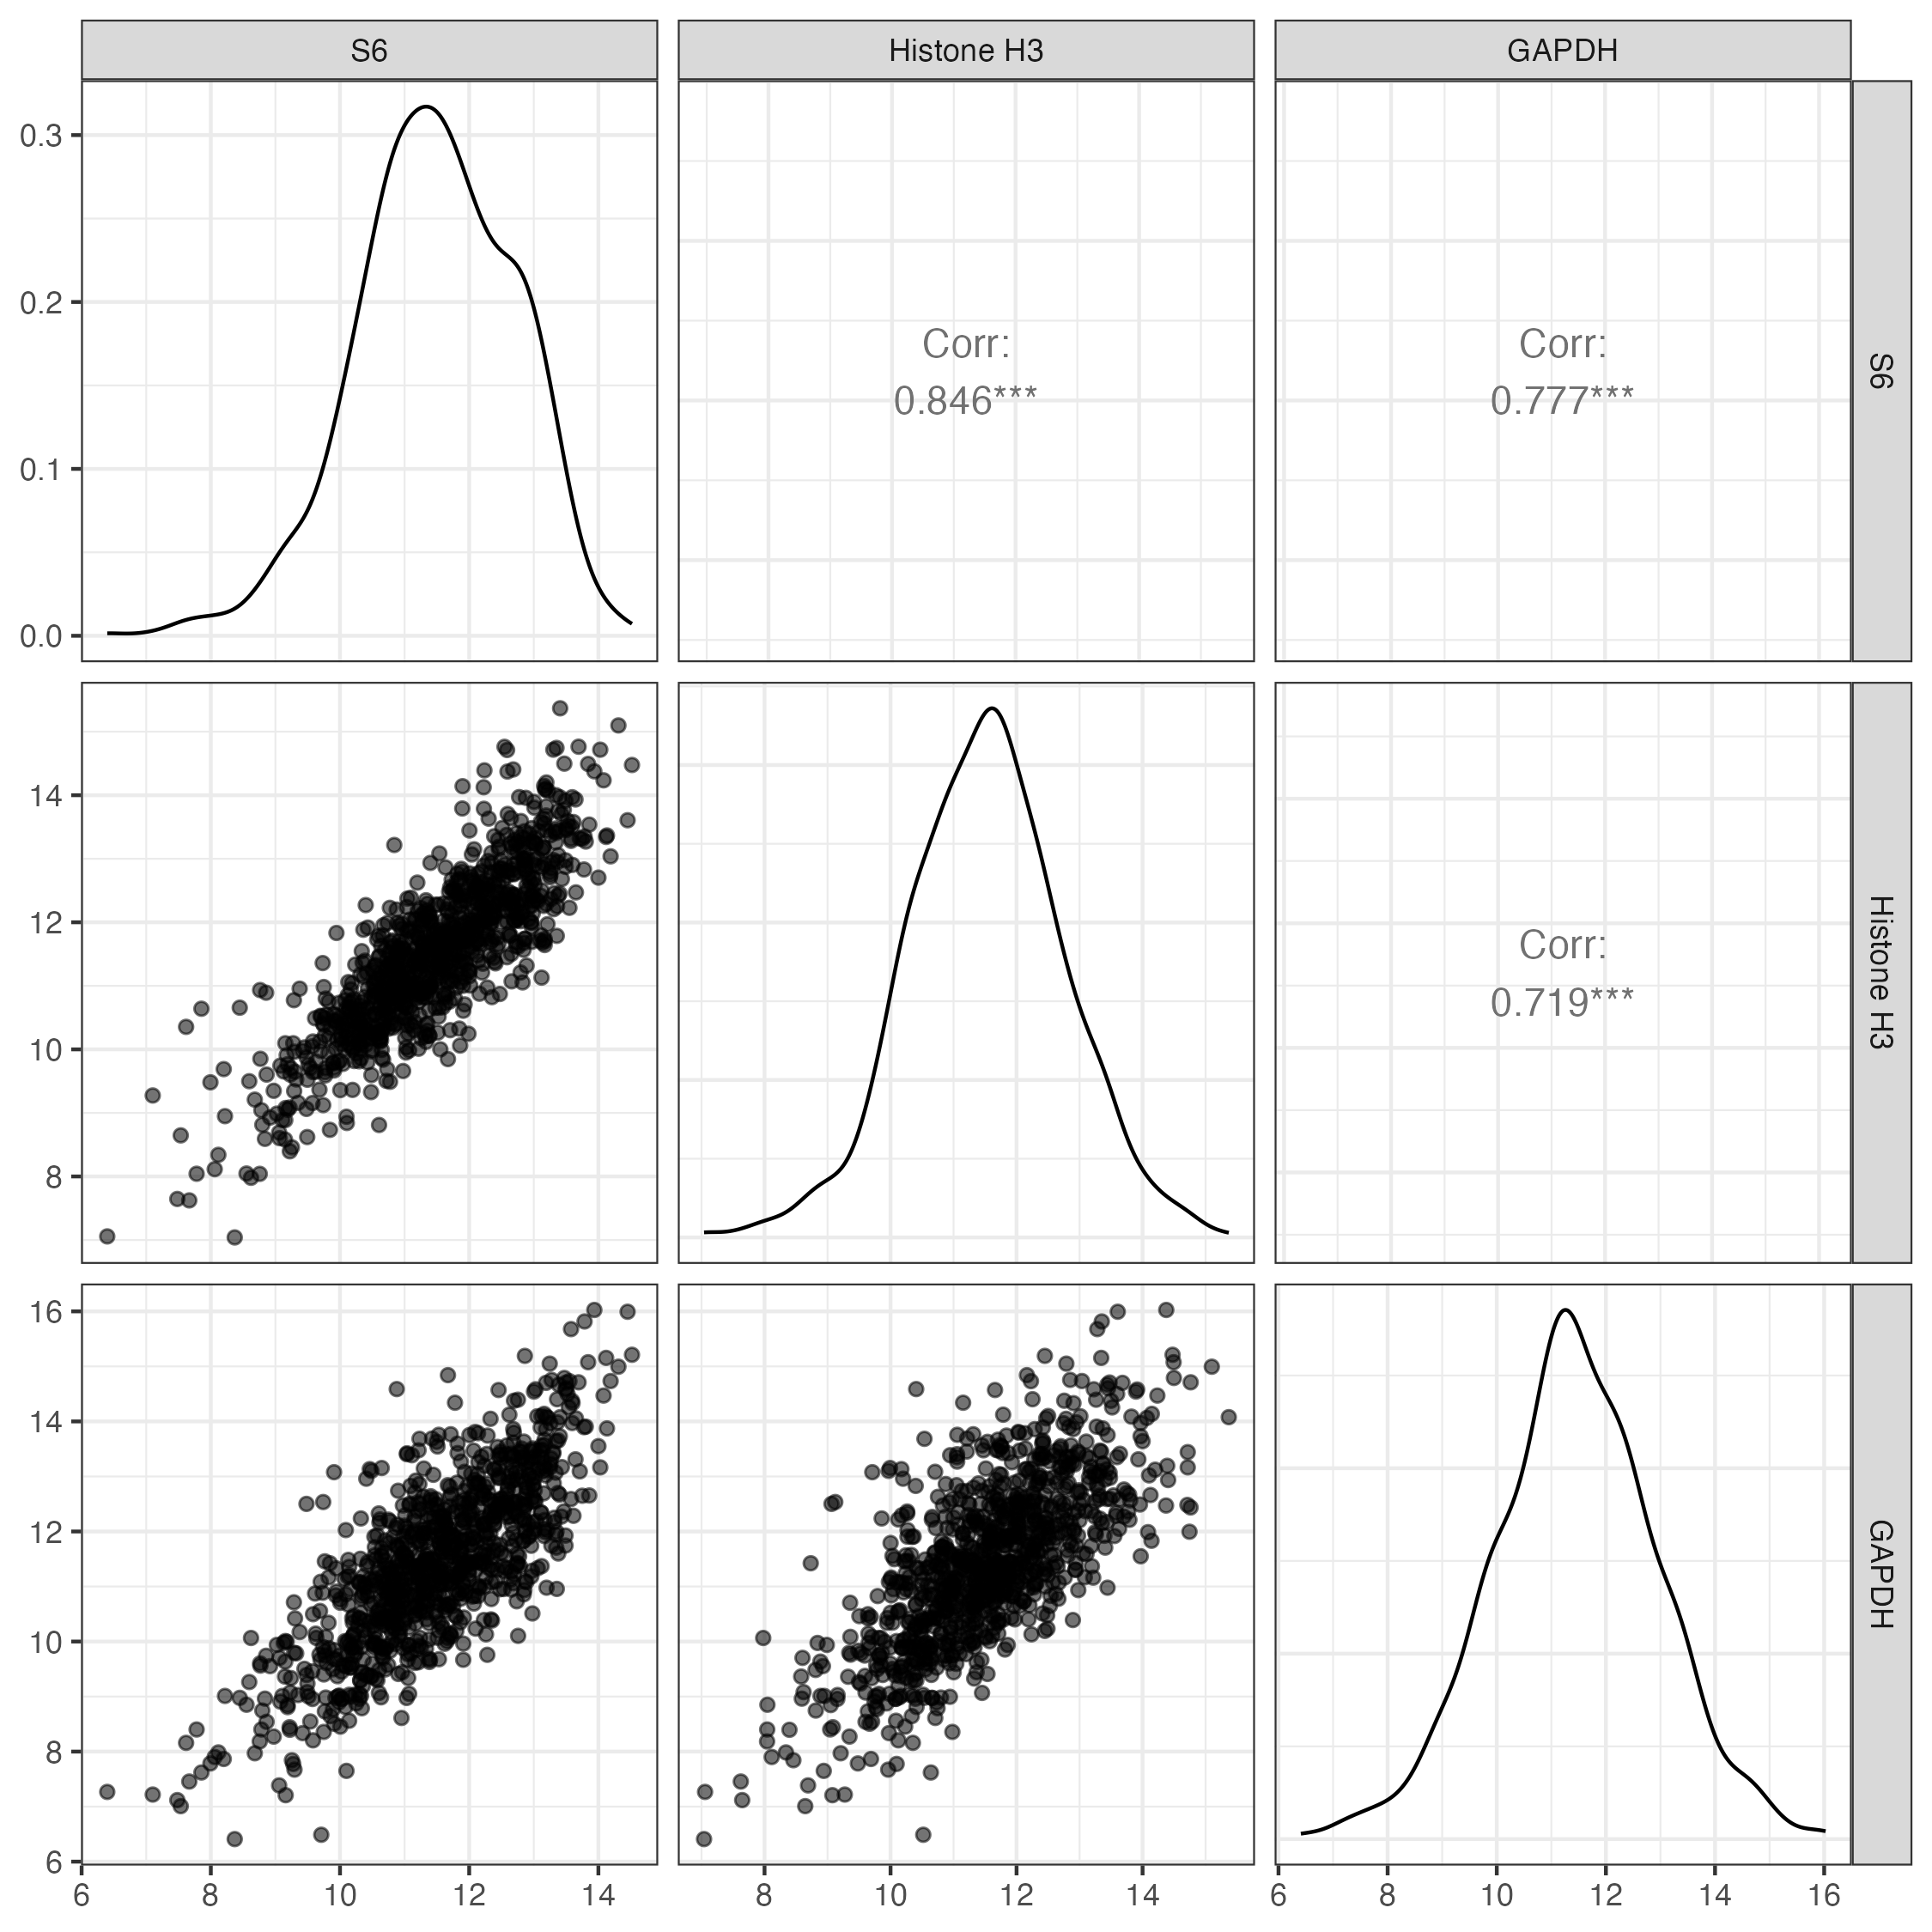 S6
Histone H3
GAPDH
0.3
0.2
0.1
0.0
Corr:
0.846***
Corr:
0.777***
S6
14
12
10
8
Corr:
0.719***
Histone H3
16
14
12
10
8
6
GAPDH
6 8 10 12 14
8 10 12 14
6 8 10 12 14 16